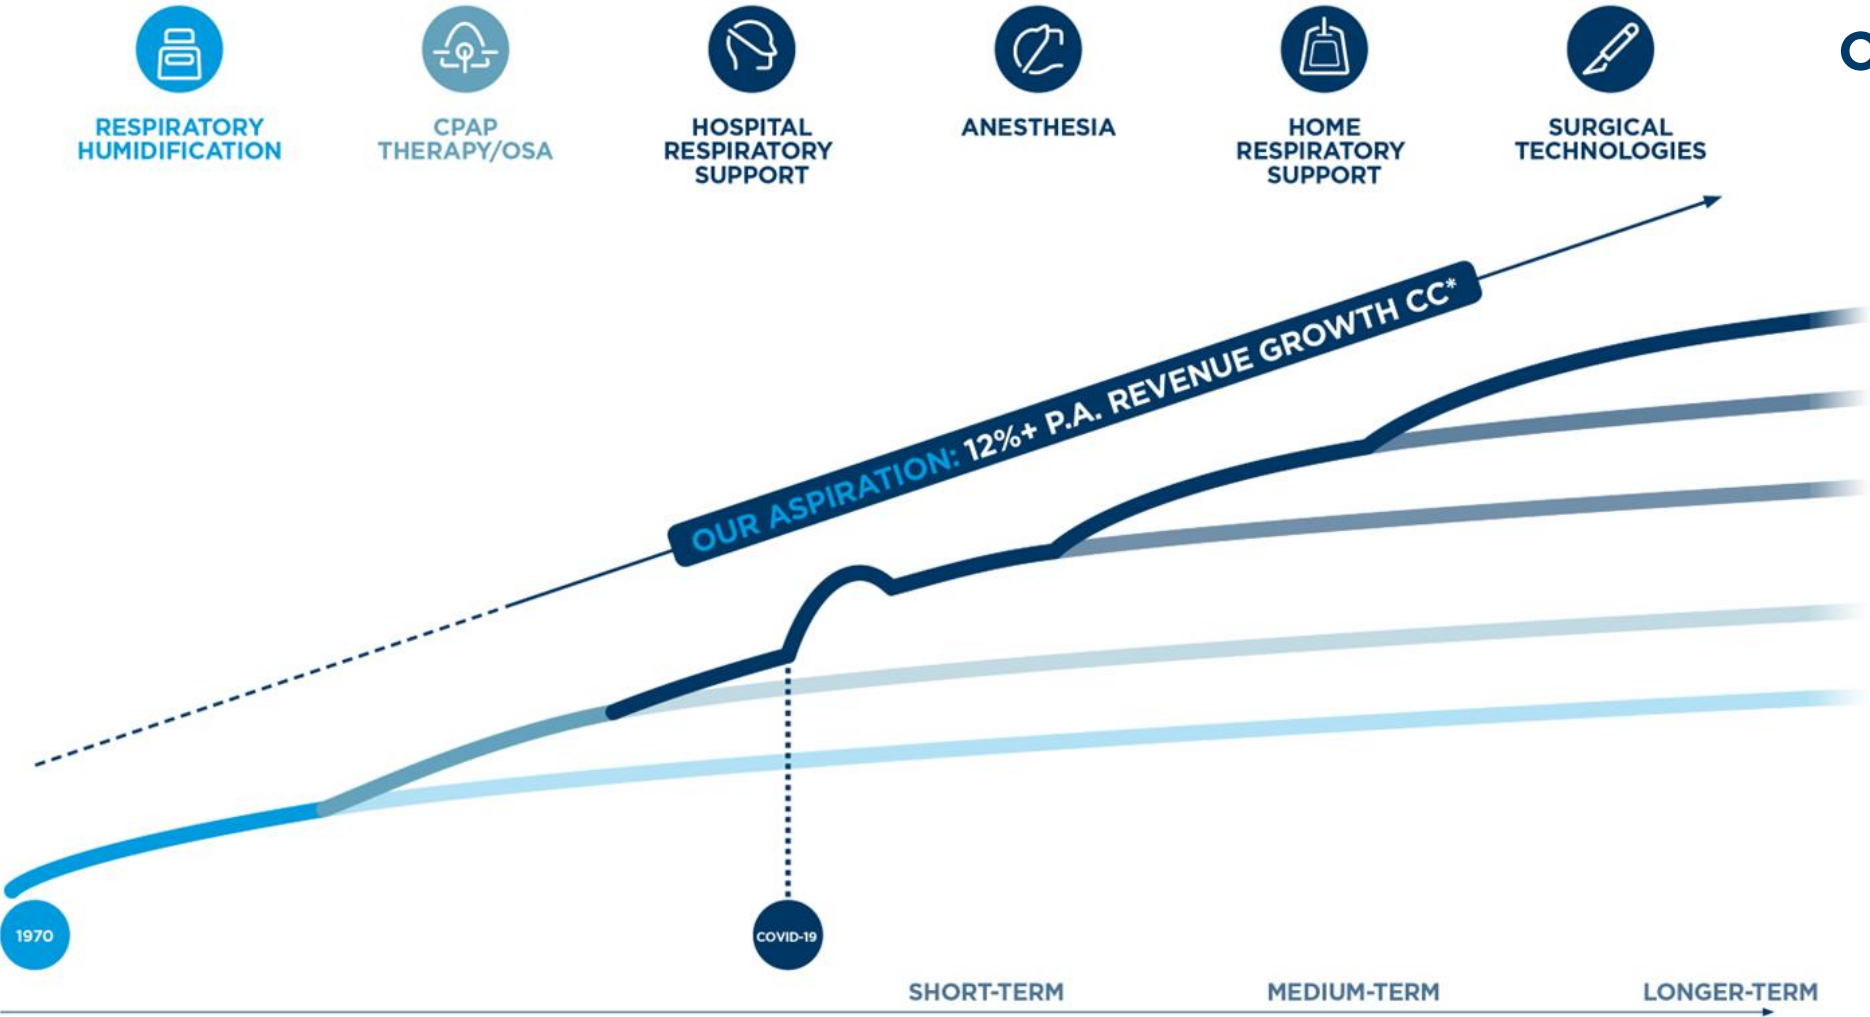 RESPIRATORY
HUMIDIFICATION
CPAP
THERAPY/OSA
HOSPITAL
RESPIRATORY
SUPPORT
ANESTHESIA
HOME
RESPIRATORY
SUPPORT
SURGICAL
TECHNOLOGIES
OUR ASPIRATION: 12%+ P.A. REVENUE GROWTH CC*
1970
COVID-19
SHORT-TERM
MEDIUM-TERM
LONGER-TERM